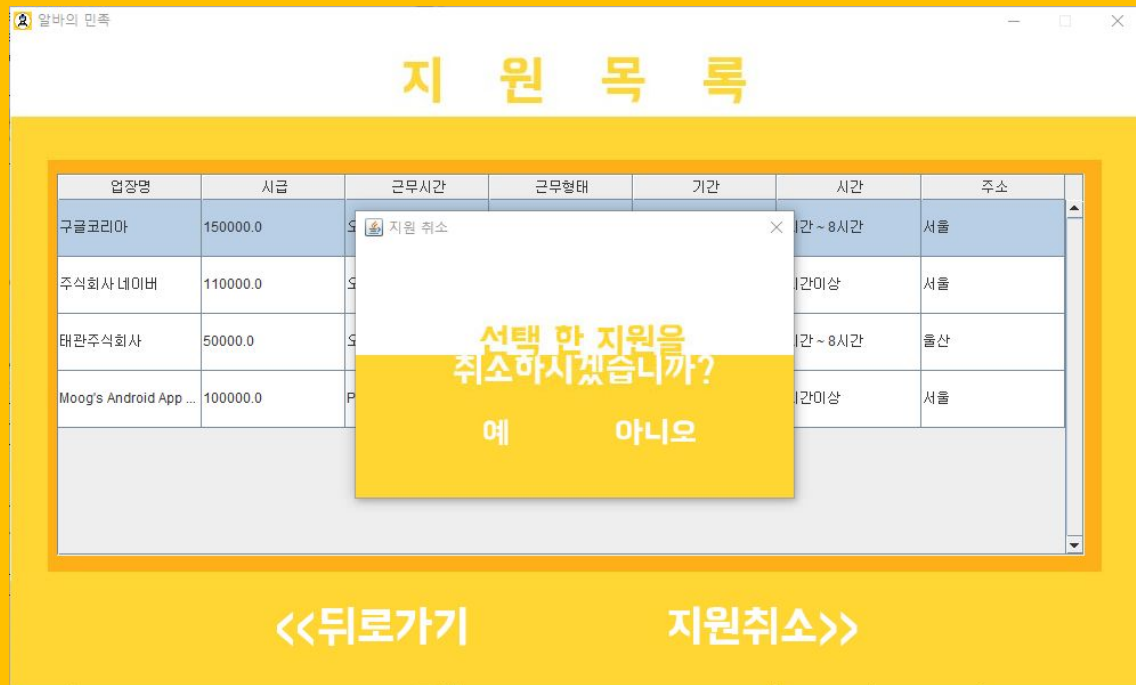 알바의 민족
지 원 목 록
업장명 시급 근무시간 근무형태 기간 시간 주소
구글코리아 150000.0 지원 취소 간 ~ 8시간 서울
주식회사 네이버 110000.0 간이상 서울
태관주식회사 50000.0 간 ~ 8시간 울산
선택 한 지원을
취소하시겠습니까?
Moog's Android App ... 100000.0 P 간이상 서울
예 아니오
<<뒤로가기 지원취소>>